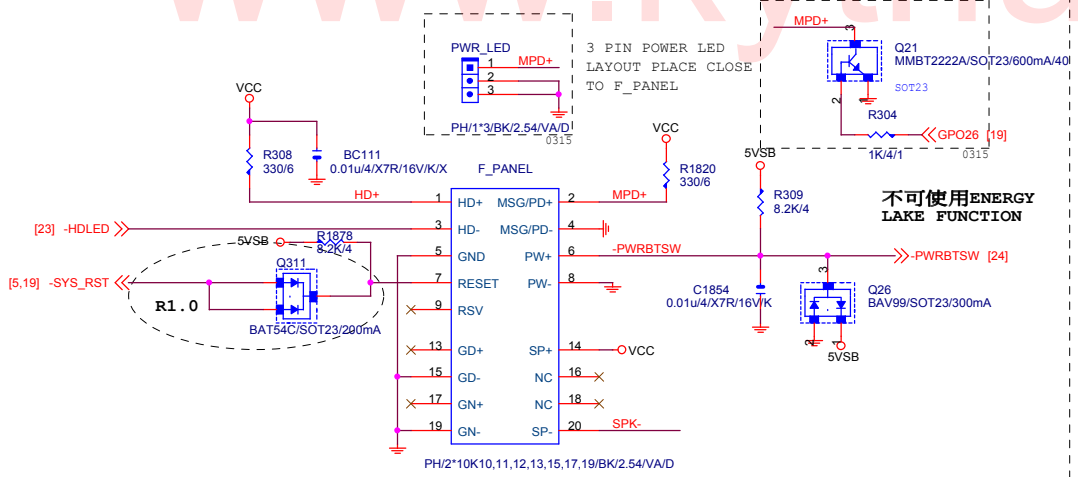 www.kythu
PWR_LED
1 MPD+
2
3
3 PIN POWER LED
LAYOUT PLACE CLOSE
TO F_PANEL
PH/1*3/BK/2.54/VA/D
0315
MPD+
3
Q21
MMBT2222A/SOT23/600mA/40
SOT23
2
1
R304
1K/4/1
GPO26 [19]
0315
VCC
R308
330/6
BC111
0.01u/4/X7R/16V/K/X
HD+
F_PANEL
VCC
R1820
330/6
MPD+
5VSB
R309
8.2K/4
不可使用ENERGY
LAKE FUNCTION
1 HD+ MSG/PD+ 2
3 HD- MSG/PD- 4
5 GND PW+ 6
7 RESET PW- 8
9 RSV
13 GD+ SP+ 14
15 GD- NC 16
17 GN+ NC 18
19 GN- SP- 20
[23] -HDLED
5VSB
R1878
8.2K/4
[5,19] -SYS_RST
Q311
R1.0
BAT54C/SOT23/200mA
-PWRBTSW
-PWRBTSW [24]
C1854
0.01u/4/X7R/16V/K
3
Q26
BAV99/SOT23/300mA
2
1
5VSB
VCC
SPK-
PH/2*10K10,11,12,13,15,17,19/BK/2.54/VA/D